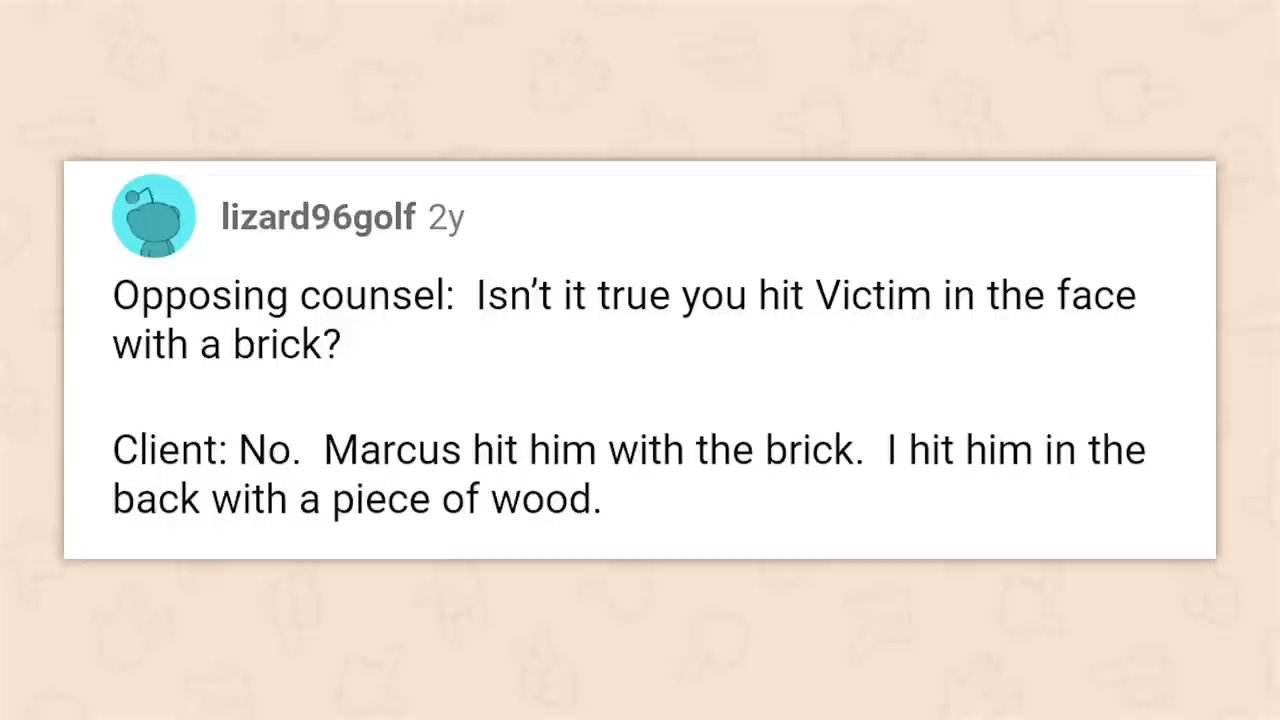 lizard96golf 2y
Opposing counsel:  Isn’t it true you hit Victim in the face
with a brick?
Client: No.  Marcus hit him with the brick.  I hit him in the
back with a piece of wood.